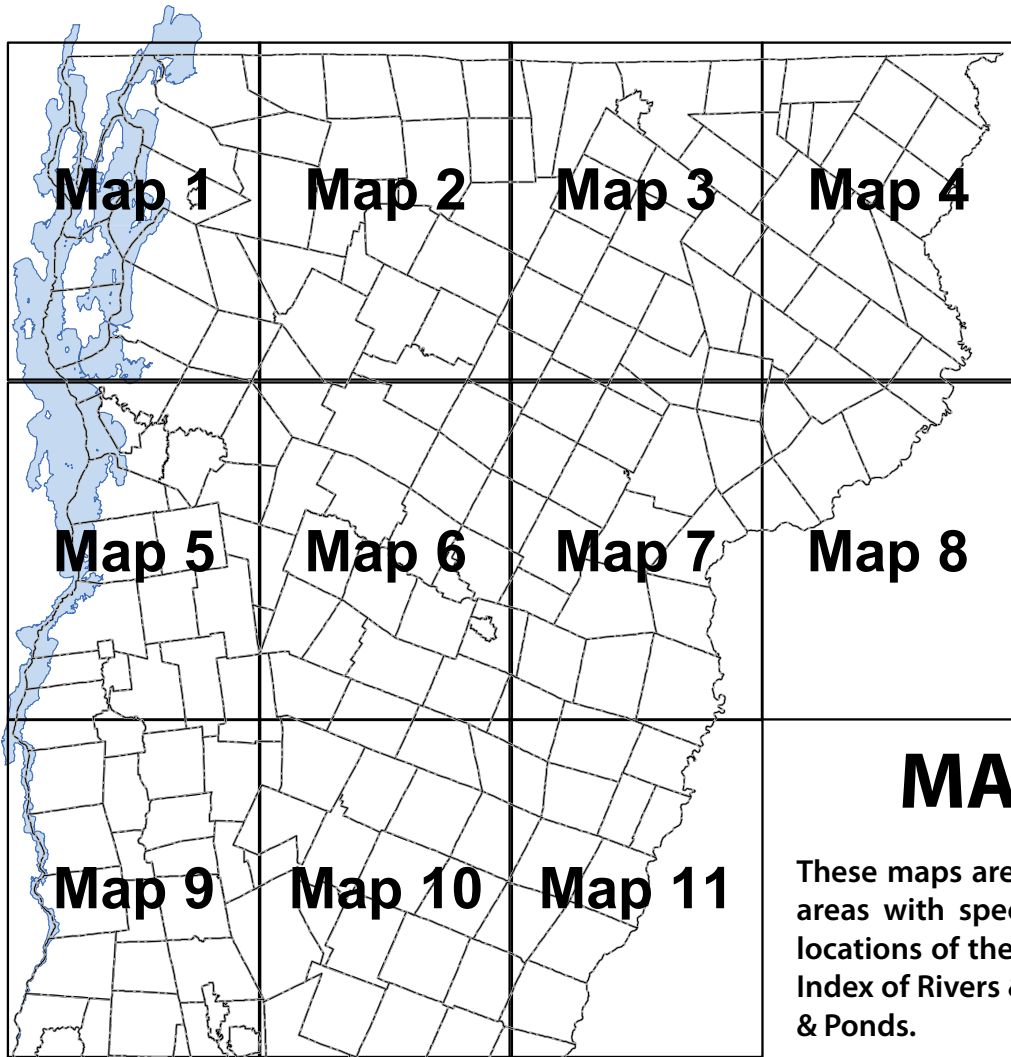 Map 1
Map 2
Map 3
Map 4
Map 5
Map 6
Map 7
Map 8
Map 9
Map 10
Map 11
MA
These maps are
areas with spec
locations of the
Index of Rivers &
& Ponds.